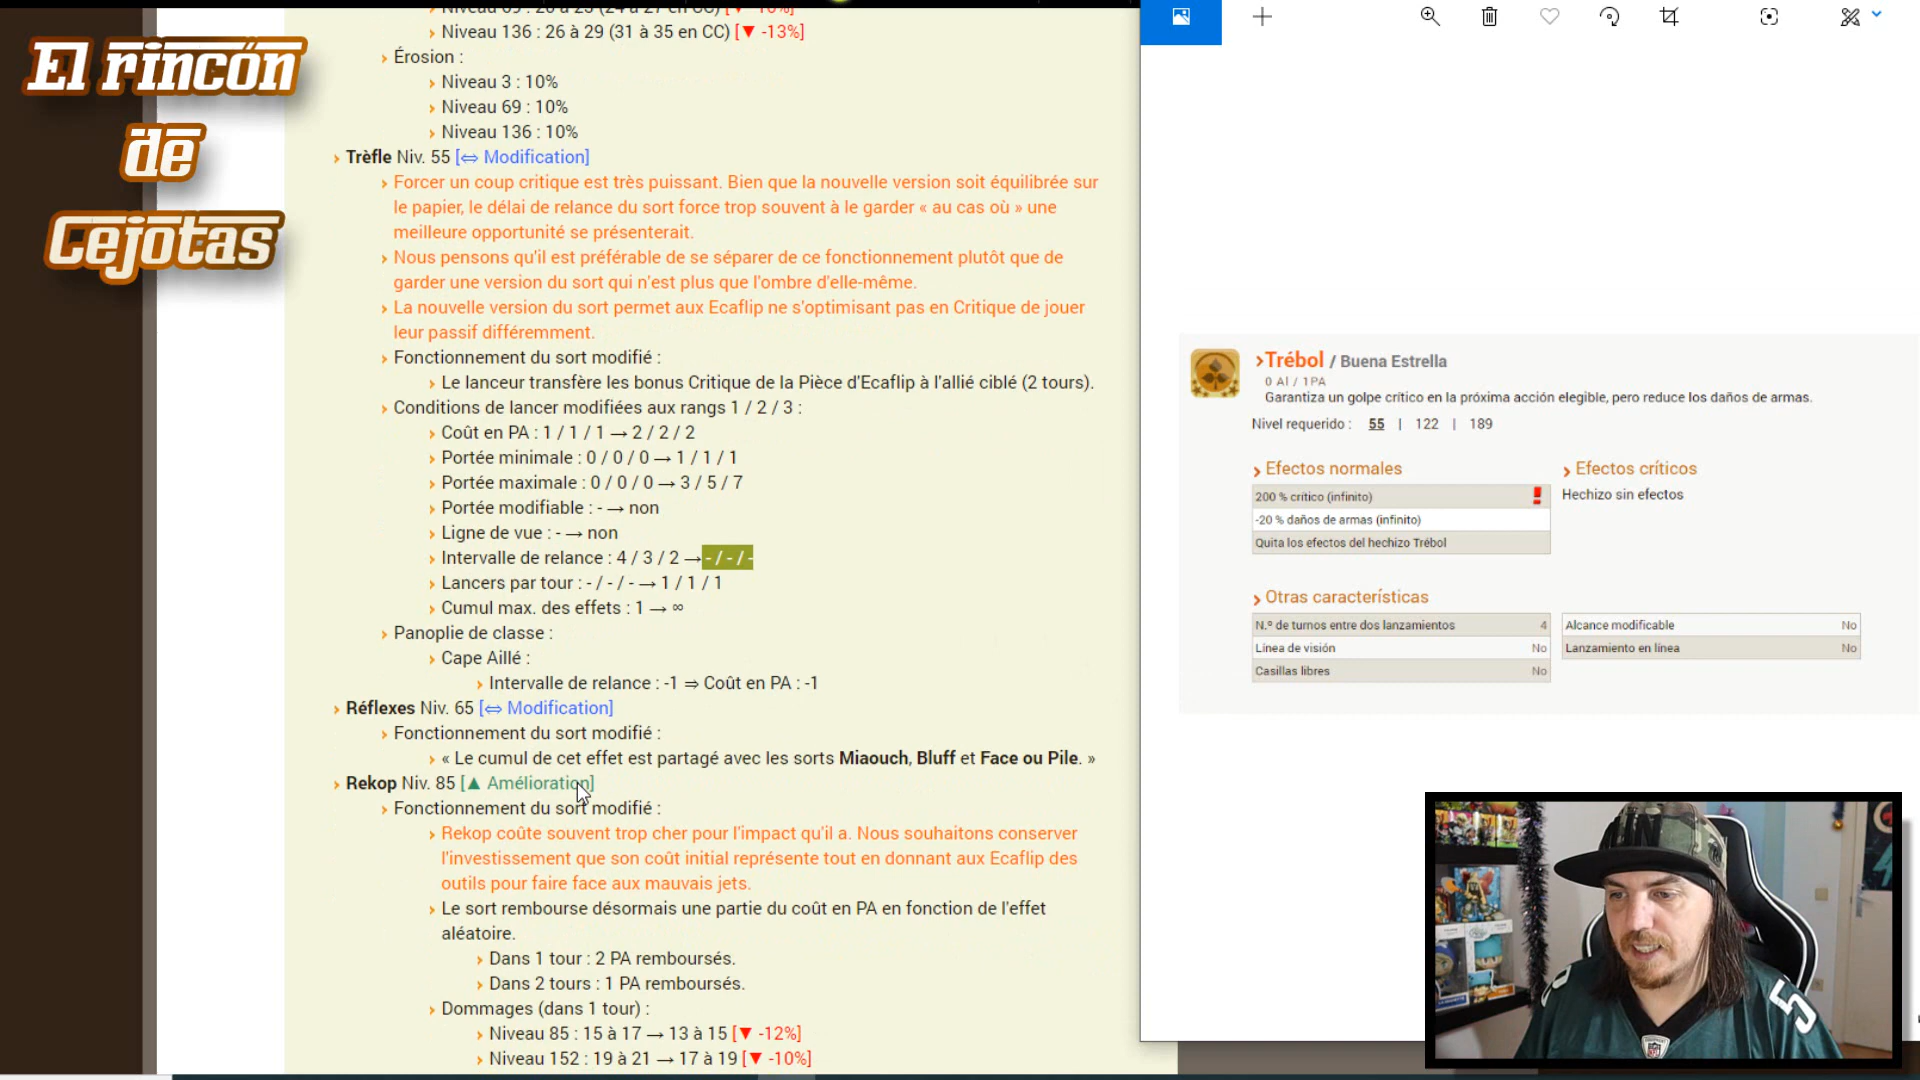 El rincón
de
Cejotas
Niveau 136 : 26 à 29 (31 à 35 en CC) [▼ -13%]
Érosion :
Niveau 3 : 10%
Niveau 69 : 10%
Niveau 136 : 10%
Trèfle Niv. 55 [⇔ Modification]
Forcer un coup critique est très puissant. Bien que la nouvelle version soit équilibrée sur
le papier, le délai de relance du sort force trop souvent à le garder « au cas où » une
meilleure opportunité se présenterait.
Nous pensons qu'il est préférable de se séparer de ce fonctionnement plutôt que de
garder une version du sort qui n'est plus que l'ombre d'elle-même.
La nouvelle version du sort permet aux Ecaflip ne s'optimisant pas en Critique de jouer
leur passif différemment.
Fonctionnement du sort modifié :
Le lanceur transfère les bonus Critique de la Pièce d'Ecaflip à l'allié ciblé (2 tours).
Conditions de lancer modifiées aux rangs 1 / 2 / 3 :
Coût en PA : 1 / 1 / 1 → 2 / 2 / 2
Portée minimale : 0 / 0 / 0 → 1 / 1 / 1
Portée maximale : 0 / 0 / 0 → 3 / 5 / 7
Portée modifiable : - → non
Ligne de vue : - → non
Intervalle de relance : 4 / 3 / 2 → - / - / -
Lancers par tour : - / - / - → 1 / 1 / 1
Cumul max. des effets : 1 → ∞
Panoplie de classe :
Cape Aillé :
Intervalle de relance : -1 ⇒ Coût en PA : -1
Réflexes Niv. 65 [⇔ Modification]
Fonctionnement du sort modifié :
« Le cumul de cet effet est partagé avec les sorts Miaouch, Bluff et Face ou Pile. »
Rekop Niv. 85 [▲ Amélioration]
Fonctionnement du sort modifié :
Rekop coûte souvent trop cher pour l'impact qu'il a. Nous souhaitons conserver
l'investissement que son coût initial représente tout en donnant aux Ecaflip des
outils pour faire face aux mauvais jets.
Le sort rembourse désormais une partie du coût en PA en fonction de l'effet
aléatoire.
Dans 1 tour : 2 PA remboursés.
Dans 2 tours : 1 PA remboursés.
Dommages (dans 1 tour) :
Niveau 85 : 15 à 17 → 13 à 15 [▼ -12%]
Niveau 152 : 19 à 21 → 17 à 19 [▼ -10%]
Trébol / Buena Estrella
0 Al / 1 PA
Garantiza un golpe crítico en la próxima acción elegible, pero reduce los daños de armas.
Nivel requerido : 55 | 122 | 189
Efectos normales
200 % crítico (infinito)
-20 % daños de armas (infinito)
Quita los efectos del hechizo Trébol
Efectos críticos
Hechizo sin efectos
Otras características
N.º de turnos entre dos lanzamientos 4
Línea de visión No
Casillas libres No
Alcance modificable No
Lanzamiento en línea No